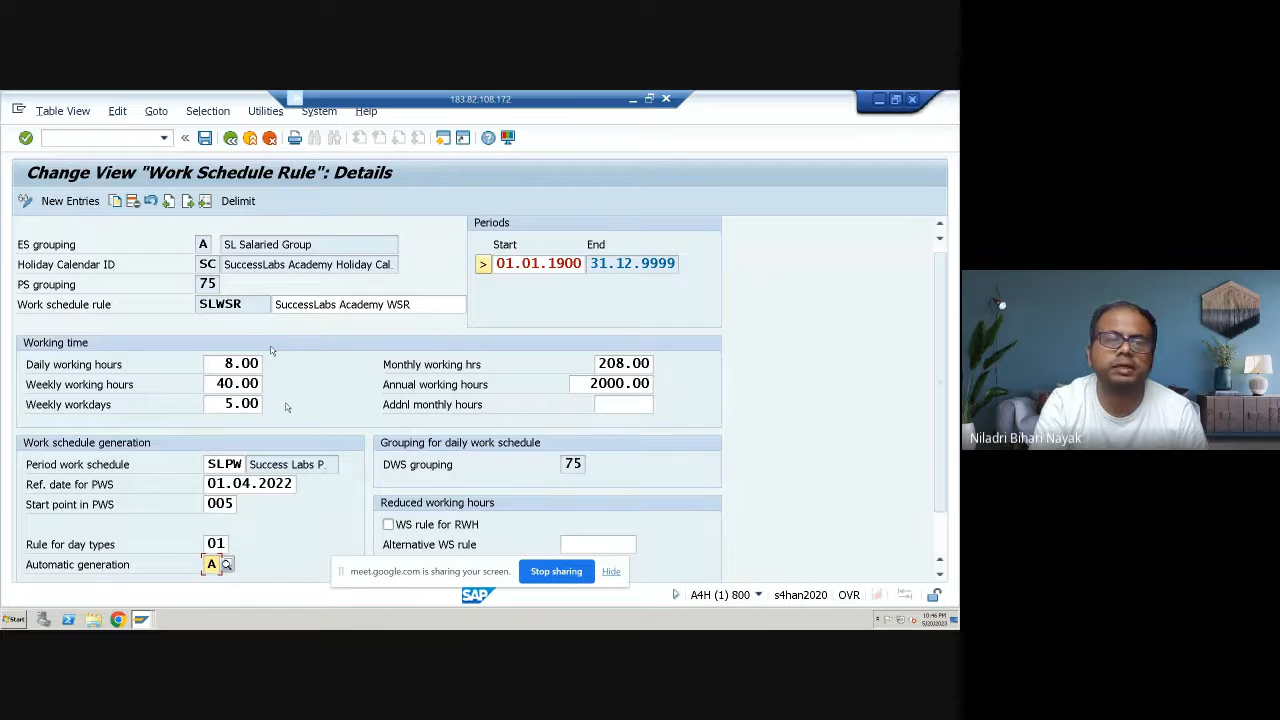 183.82.108.172
Table View Edit Goto Selection Utilities System Help
Change View "Work Schedule Rule": Details
New Entries Delimit
Periods
ES grouping A SL Salaried Group Start End
Holiday Calendar ID SC SuccessLabs Academy Holiday Cal. > 01.01.1900 31.12.9999
PS grouping 75
Work schedule rule SLWSR SuccessLabs Academy WSR
Working time
Daily working hours 8.00 Monthly working hrs 208.00
Weekly working hours 40.00 Annual working hours 2000.00
Weekly workdays 5.00 Addnl monthly hours
Work schedule generation Grouping for daily work schedule
Period work schedule SLPW Success Labs P. DWS grouping 75
Ref. date for PWS 01.04.2022
Start point in PWS 005 Reduced working hours
WS rule for RWH
Rule for day types 01 Alternative WS rule
Automatic generation A
meet.google.com is sharing your screen. Stop sharing Hide
SAP A4H (1) 800 s4han2020 OVR
Start 10:46 PM
Niladri Bihari Nayak